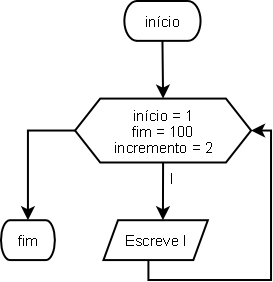 início
início = 1
fim = 100
incremento = 2
I
fim
Escreve I